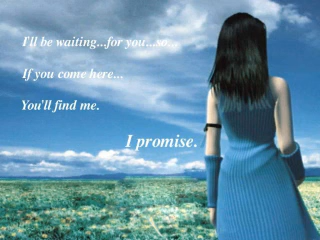 I'll be waiting...for you...so
If you come here...
You'll find me.
I promise.